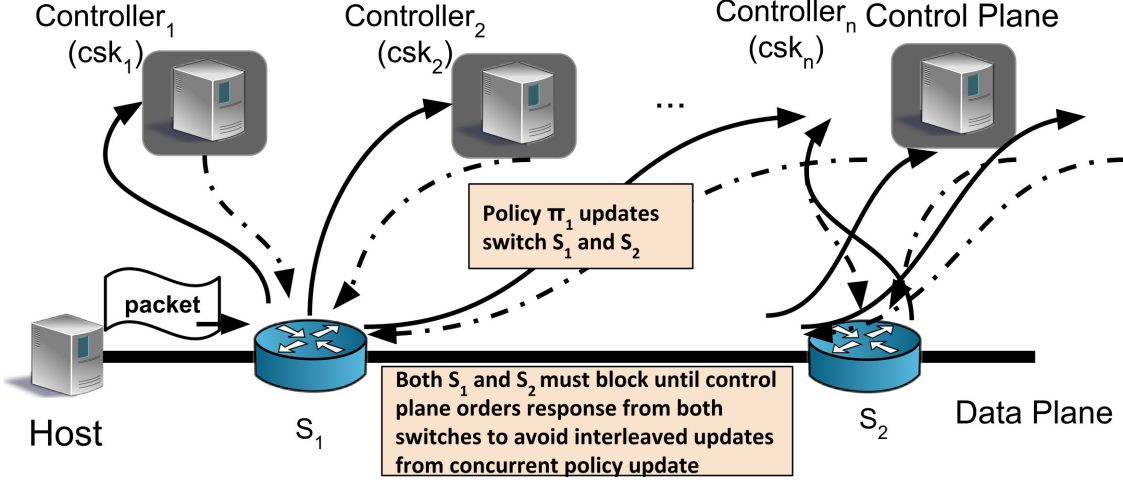 Controller₁
(csk₁)
Controller₂
(csk₂)
...
Controllerₙ
(cskₙ)
Control Plane
Policy π₁ updates
switch S₁ and S₂
packet
Both S₁ and S₂ must block until control
plane orders response from both
switches to avoid interleaved updates
from concurrent policy update
Host
S₁
S₂
Data Plane